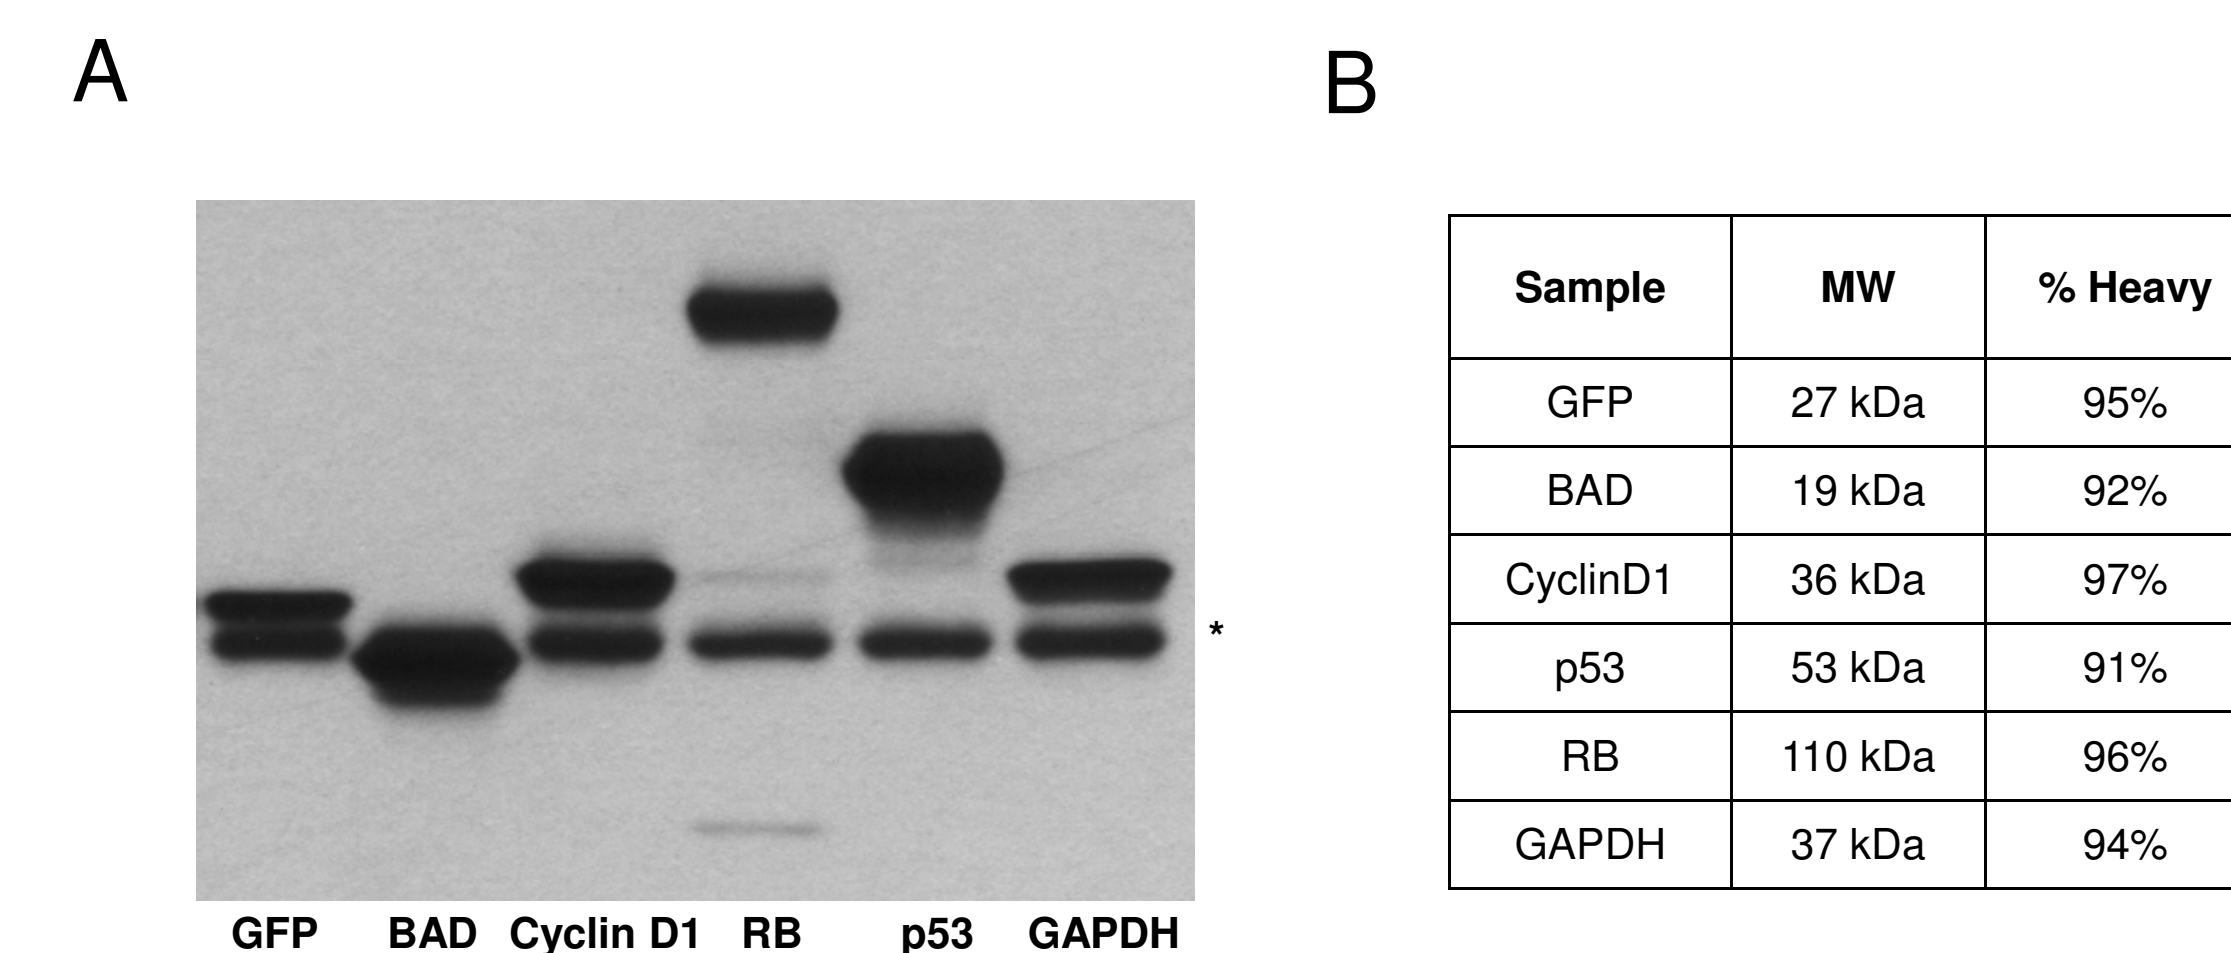 A
B
GFP BAD Cyclin D1 RB p53 GAPDH
*
Sample MW % Heavy
GFP 27 kDa 95%
BAD 19 kDa 92%
CyclinD1 36 kDa 97%
p53 53 kDa 91%
RB 110 kDa 96%
GAPDH 37 kDa 94%